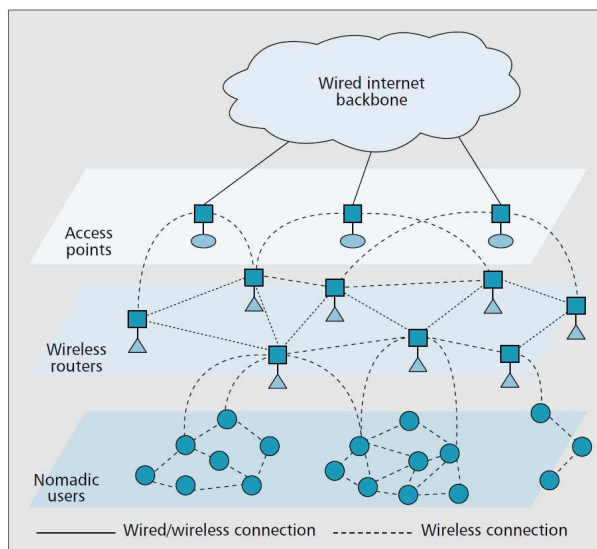 Wired internet
backbone
Access
points
Wireless
routers
Nomadic
users
Wired/wireless connection
Wireless connection